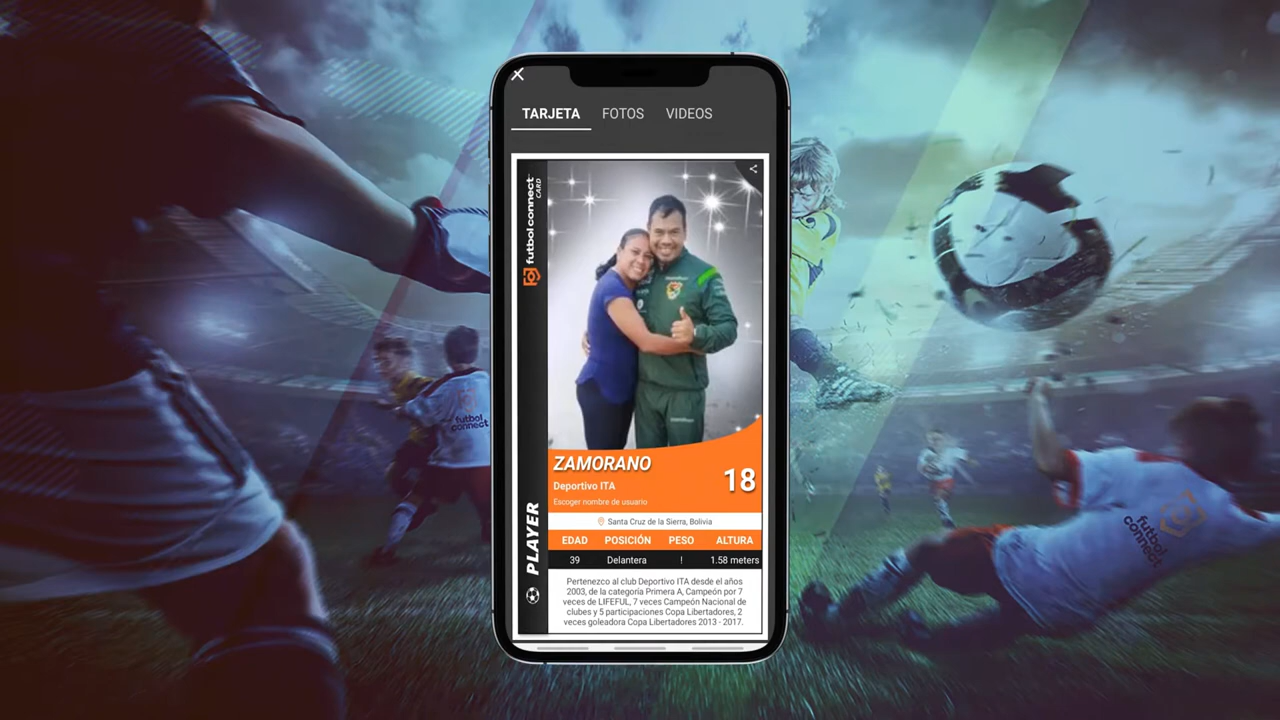 TARJETA FOTOS VIDEOS
futbol connect
CARD
ZAMORANO
18
Deportivo ITA
Escoger nombre de usuario
Santa Cruz de la Sierra, Bolivia
EDAD POSICIÓN PESO ALTURA
39 Delantera ! 1.58 meters
Pertenezco al club Deportivo ITA desde el años
2003, de la categoría Primera A, Campeón por 7
veces de LIFEFUL, 7 veces Campeón Nacional de
clubes y 5 participaciones Copa Libertadores, 2
veces goleadora Copa Libertadores 2013 - 2017.
PLAYER
futbol
connect
futbol
connect